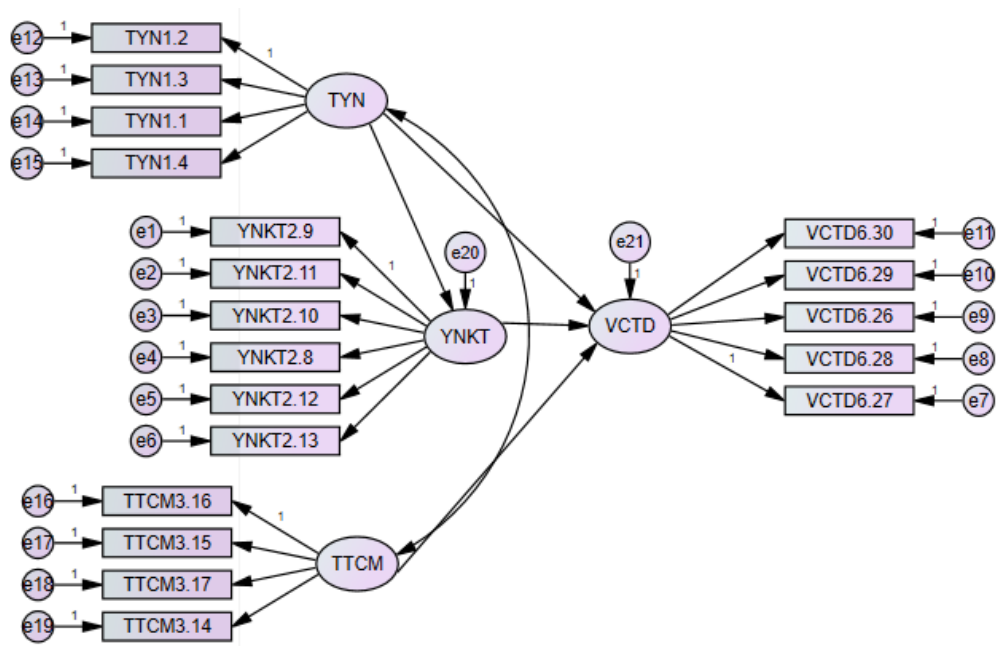 e12 1 TYN1.2
1
e13 1 TYN1.3
TYN
e14 1 TYN1.1
e15 1 TYN1.4
e1 1 YNKT2.9
1
e2 1 YNKT2.11
e3 1 YNKT2.10
e4 1 YNKT2.8
e5 1 YNKT2.12
e6 1 YNKT2.13
e20
1
YNKT
e21
1
VCTD
VCTD6.30 1 e11
VCTD6.29 1 e10
VCTD6.26 1 e9
VCTD6.28 1 e8
1
VCTD6.27 1 e7
e16 1 TTCM3.16
1
e17 1 TTCM3.15
TTCM
e18 1 TTCM3.17
e19 1 TTCM3.14